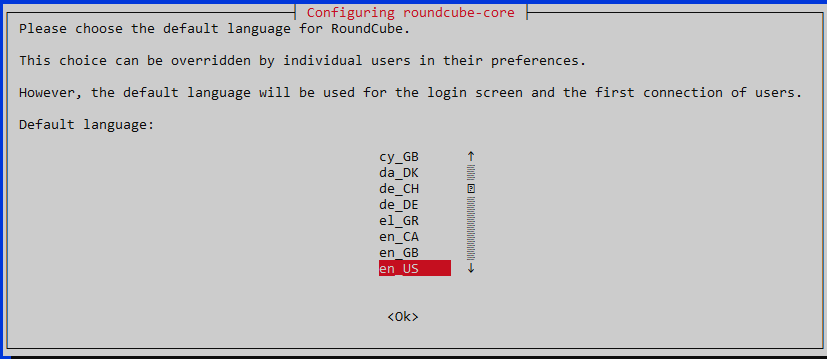 Configuring roundcube-core
Please choose the default language for RoundCube.
This choice can be overridden by individual users in their preferences.
However, the default language will be used for the login screen and the first connection of users.
Default language:
cy_GB
da_DK
de_CH
de_DE
el_GR
en_CA
en_GB
en_US
<Ok>